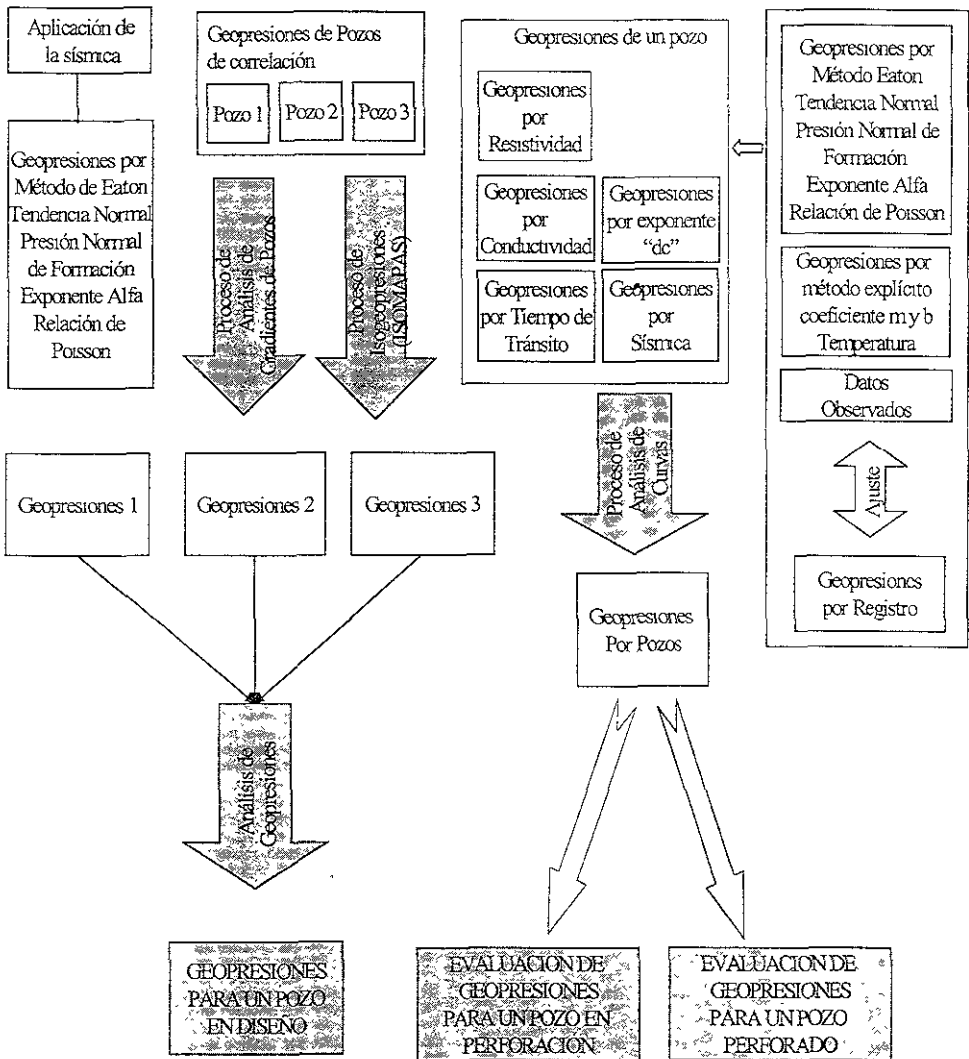 Aplicación de
la sísmica
Geopresiones por
Método de Eaton
Tendencia Normal
Presión Normal
de Formación
Exponente Alfa
Relación de
Poisson
Geopresiones de Pozos
de correlación
Pozo 1
Pozo 2
Pozo 3
Proceso de
Análisis de
Gradientes de Pozos
Proceso de
Isogeopresiones
(ISOMAPAS)
Geopresiones 1
Geopresiones 2
Geopresiones 3
Análisis de
Geopresiones
GEOPRESIONES
PARA UN POZO
EN DISEÑO
Geopresiones de un pozo
Geopresiones
por
Resistividad
Geopresiones
por
Conductividad
Geopresiones
por exponente
“dc”
Geopresiones
por Tiempo de
Tránsito
Geopresiones
por
Sísmica
Proceso de
Análisis de
Curvas
Geopresiones
Por Pozos
EVALUACION DE
GEOPRESIONES
PARA UN POZO EN
PERFORACIÓN
EVALUACION DE
GEOPRESIONES
PARA UN POZO
PERFORADO
Geopresiones por
Método Eaton
Tendencia Normal
Presión Normal de
Formación
Exponente Alfa
Relación de Poisson
Geopresiones por
método explícito
coeficiente m y b
Temperatura
Datos
Observados
Ajuste
Geopresiones
por Registro